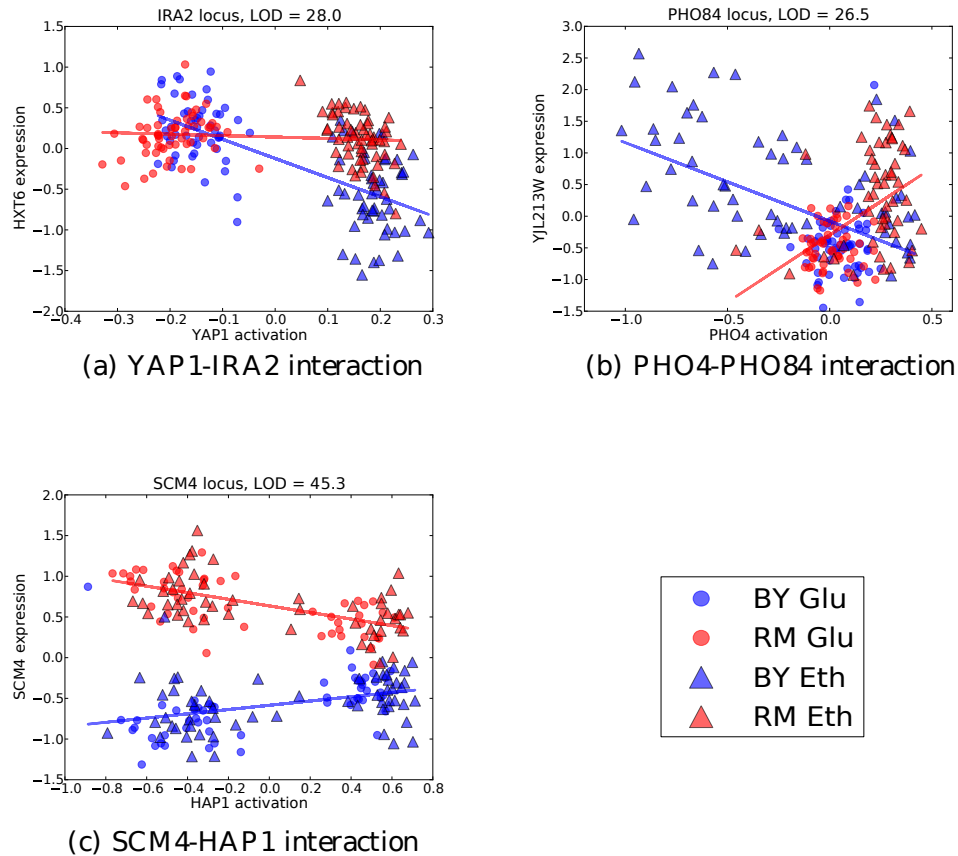 IRA2 locus, LOD = 28.0
1.5
1.0
0.5
0.0
−0.5
−1.0
−1.5
−2.0
HXT6 expression
−0.4 −0.3 −0.2 −0.1 0.0 0.1 0.2 0.3
YAP1 activation
(a) YAP1-IRA2 interaction
PHO84 locus, LOD = 26.5
3.0
2.5
2.0
1.5
1.0
0.5
0.0
−0.5
−1.0
−1.5
YJL213W expression
−1.0 −0.5 0.0 0.5
PHO4 activation
(b) PHO4-PHO84 interaction
SCM4 locus, LOD = 45.3
2.0
1.5
1.0
0.5
0.0
−0.5
−1.0
−1.5
SCM4 expression
−1.0 −0.8 −0.6 −0.4 −0.2 0.0 0.2 0.4 0.6 0.8
HAP1 activation
(c) SCM4-HAP1 interaction
BY Glu
RM Glu
BY Eth
RM Eth